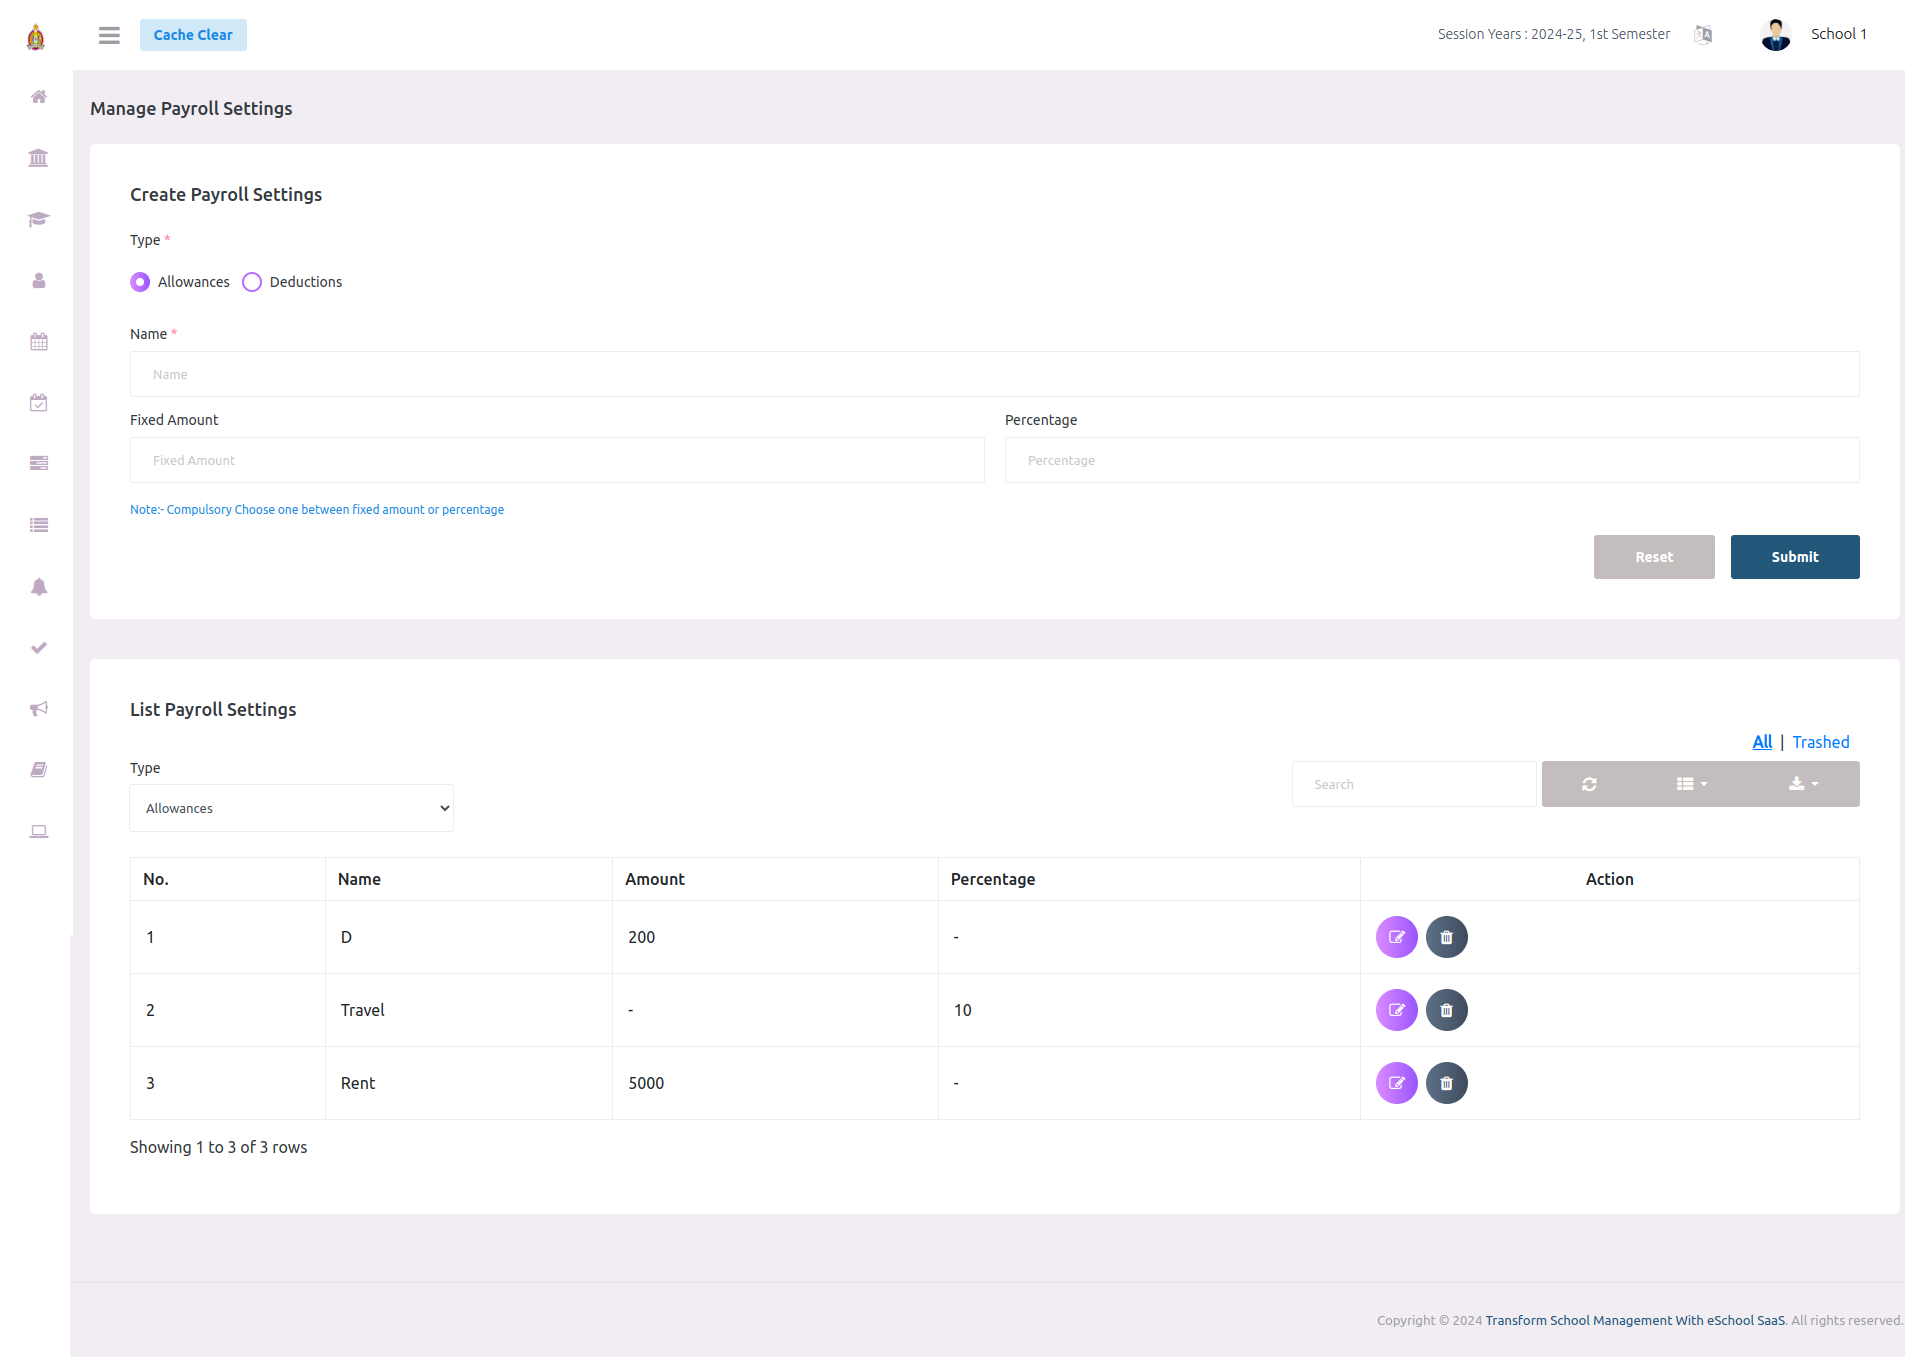 Cache Clear
Session Years : 2024-25, 1st Semester
School 1
Manage Payroll Settings
Create Payroll Settings
Type *
Allowances Deductions
Name *
Name
Fixed Amount Percentage
Fixed Amount Percentage
Note:- Compulsory Choose one between fixed amount or percentage
Reset Submit
List Payroll Settings
All | Trashed
Type
Allowances
Search
No. Name Amount Percentage Action
1 D 200 -
2 Travel - 10
3 Rent 5000 -
Showing 1 to 3 of 3 rows
Copyright © 2024 Transform School Management With eSchool SaaS. All rights reserved.